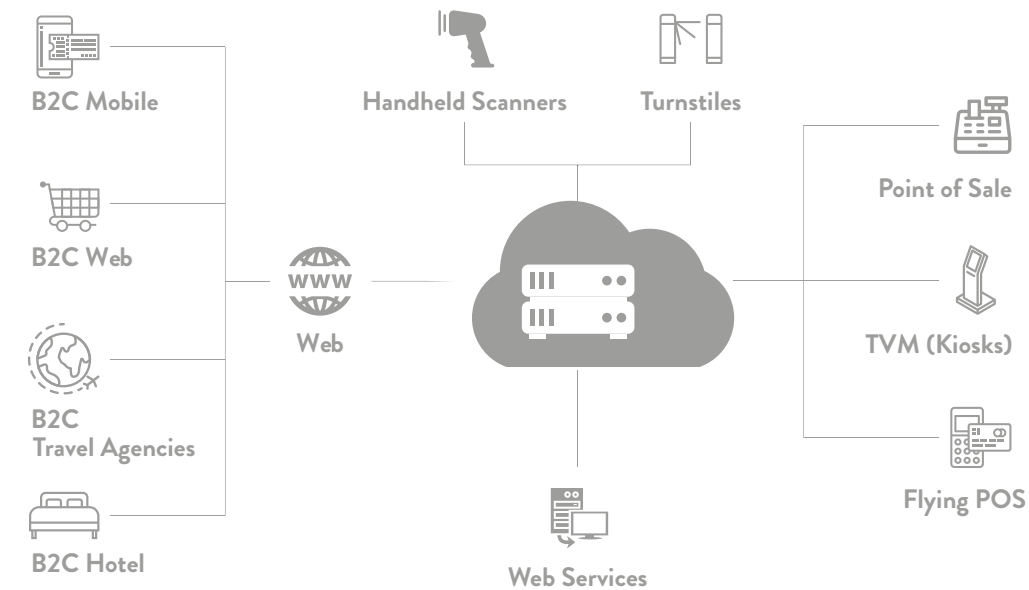 B2C Mobile
Handheld Scanners
Turnstiles
Point of Sale
B2C Web
WWW
Web
TVM (Kiosks)
B2C
Travel Agencies
Flying POS
B2C Hotel
Web Services